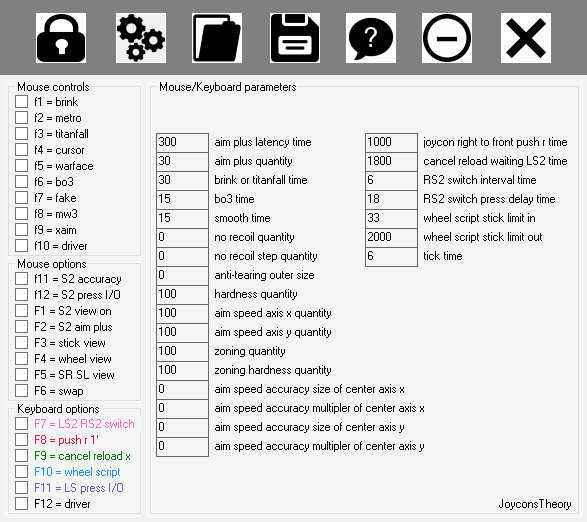 ?
Mouse controls
f1 = brink
f2 = metro
f3 = titanfall
f4 = cursor
f5 = warface
f6 = bo3
f7 = fake
f8 = mw3
f9 = xaim
f10 = driver
Mouse options
f11 = S2 accuracy
f12 = S2 press I/O
F1 = S2 view on
F2 = S2 aim plus
F3 = stick view
F4 = wheel view
F5 = SR SL view
F6 = swap
Keyboard options
F7 = LS2 RS2 switch
F8 = push r 1'
F9 = cancel reload x
F10 = wheel script
F11 = LS press I/O
F12 = driver
Mouse/Keyboard parameters
300 aim plus latency time
30 aim plus quantity
30 brink or titanfall time
15 bo3 time
15 smooth time
0 no recoil quantity
0 no recoil step quantity
0 anti-tearing outer size
100 hardness quantity
100 aim speed axis x quantity
100 aim speed axis y quantity
100 zoning quantity
100 zoning hardness quantity
0 aim speed accuracy size of center axis x
0 aim speed accuracy multipler of center axis x
0 aim speed accuracy size of center axis y
0 aim speed accuracy multipler of center axis y
1000 joycon right to front push r time
1800 cancel reload waiting LS2 time
6 RS2 switch interval time
18 RS2 switch press delay time
33 wheel script stick limit in
2000 wheel script stick limit out
6 tick time
JoyconsTheory